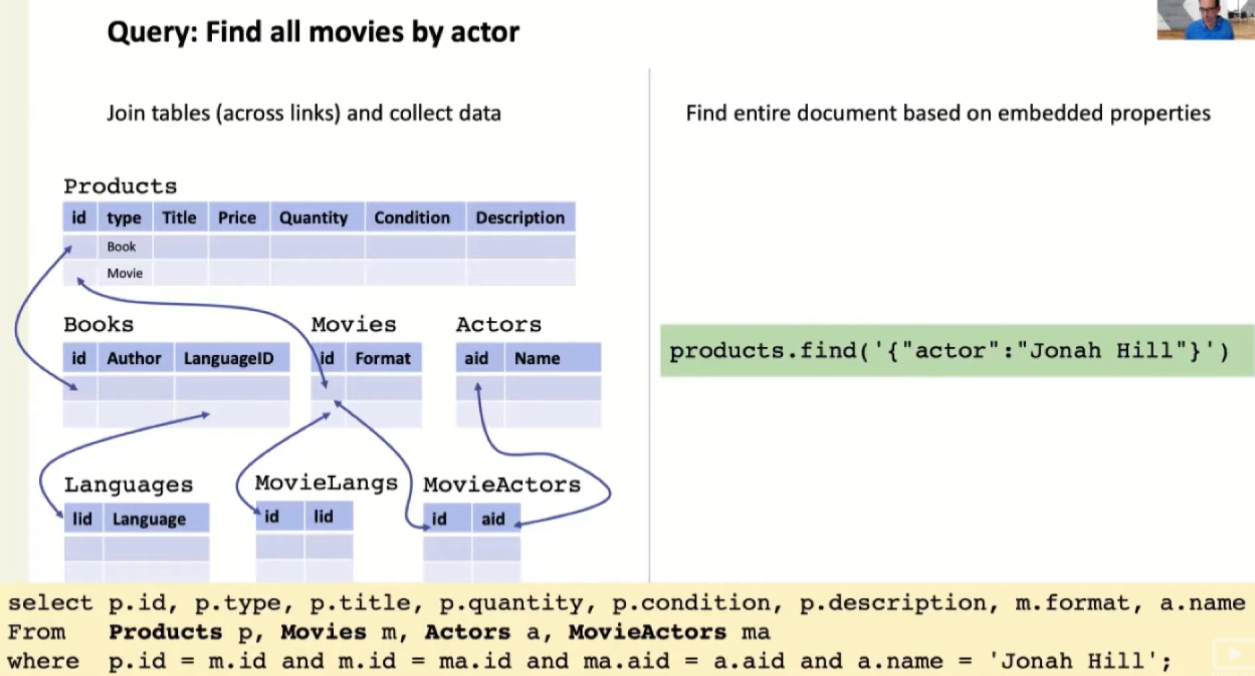 Query: Find all movies by actor
Join tables (across links) and collect data
Find entire document based on embedded properties
Products
id type Title Price Quantity Condition Description
Book
Movie
Books Movies Actors
id Author LanguageID id Format aid Name
products.find('{"actor":"Jonah Hill"}')
Languages MovieLangs MovieActors
lid Language id lid id aid
select p.id, p.type, p.title, p.quantity, p.condition, p.description, m.format, a.name
From Products p, Movies m, Actors a, MovieActors ma
where p.id = m.id and m.id = ma.id and ma.aid = a.aid and a.name = 'Jonah Hill';